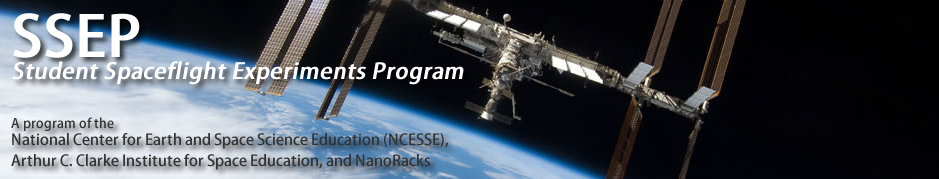 SSEP
Student Spaceflight Experiments Program
A program of the
National Center for Earth and Space Science Education (NCESSE),
Arthur C. Clarke Institute for Space Education, and NanoRacks